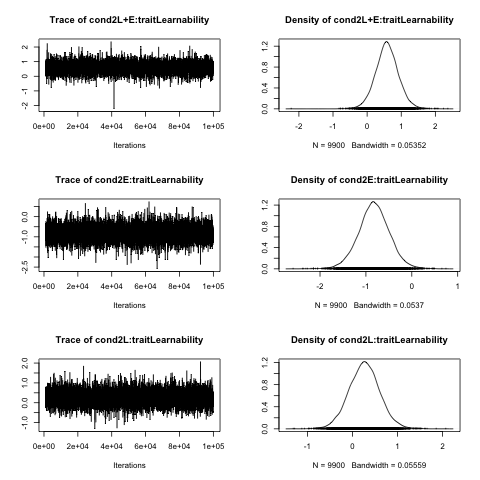 Trace of cond2L+E:traitLearnability
2
1
0
-1
-2
0e+00 2e+04 4e+04 6e+04 8e+04 1e+05
Iterations
Density of cond2L+E:traitLearnability
1.2
0.8
0.4
0.0
-2 -1 0 1 2
N = 9900 Bandwidth = 0.05352
Trace of cond2E:traitLearnability
0.0
-1.0
-2.5
0e+00 2e+04 4e+04 6e+04 8e+04 1e+05
Iterations
Density of cond2E:traitLearnability
1.2
0.8
0.4
0.0
-2 -1 0 1
N = 9900 Bandwidth = 0.0537
Trace of cond2L:traitLearnability
2.0
1.0
0.0
-1.0
0e+00 2e+04 4e+04 6e+04 8e+04 1e+05
Iterations
Density of cond2L:traitLearnability
1.2
0.8
0.4
0.0
-1 0 1 2
N = 9900 Bandwidth = 0.05559